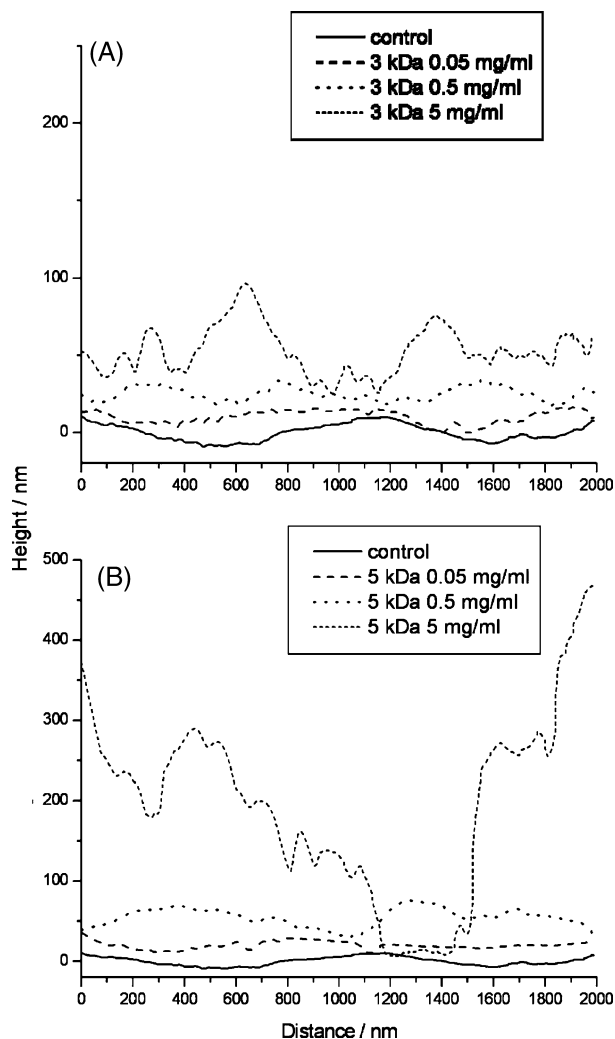 (A)
control
3 kDa 0.05 mg/ml
3 kDa 0.5 mg/ml
3 kDa 5 mg/ml
200
100
0
0 200 400 600 800 1000 1200 1400 1600 1800 2000
Height / nm
(B)
control
5 kDa 0.05 mg/ml
5 kDa 0.5 mg/ml
5 kDa 5 mg/ml
500
400
300
200
100
0
0 200 400 600 800 1000 1200 1400 1600 1800 2000
Distance / nm